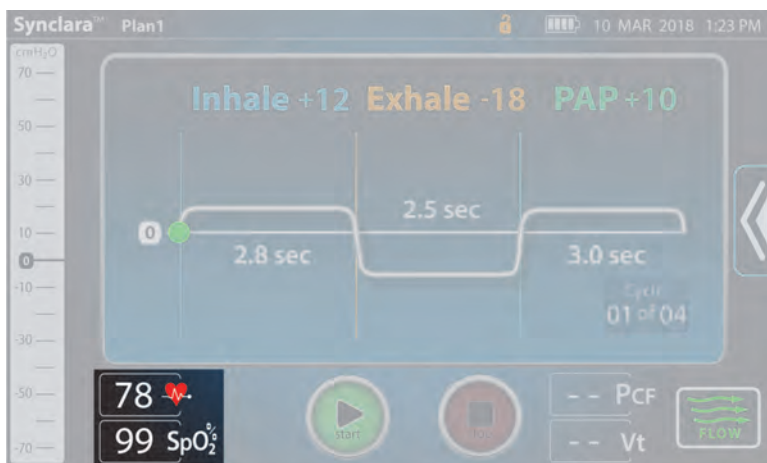 Synclara™ Plan1 10 MAR 2018 1:23 PM
cmH2O
70
50
30
10
0
-10
-30
-50
-70
Inhale +12 Exhale -18 PAP +10
0
2.8 sec
2.5 sec
3.0 sec
Cycle
01 of 04
78
99 SpO2%
start
stop
-- PCF
-- Vt
FLOW